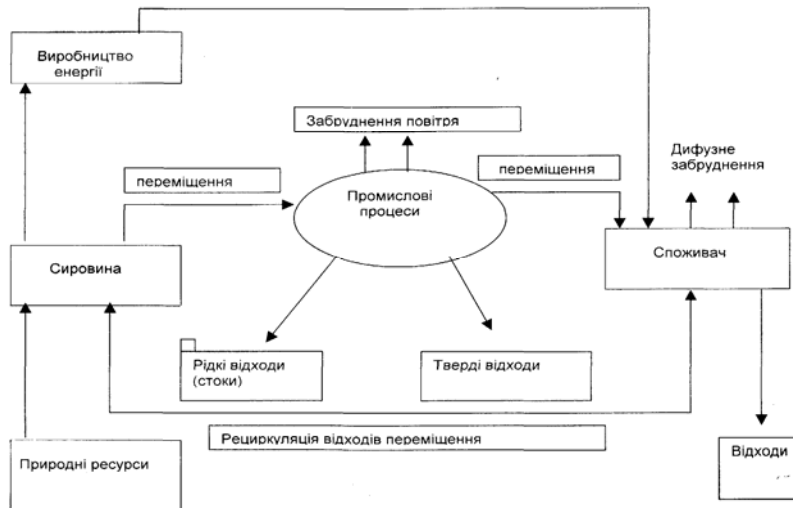 Виробництво
енергії
Забруднення повітря
Дифузне
забруднення
переміщення
переміщення
Промислові
процеси
Сировина
Споживач
Рідкі відходи
(стоки)
Тверді відходи
Рециркуляція відходів переміщення
Природні ресурси
Відходи